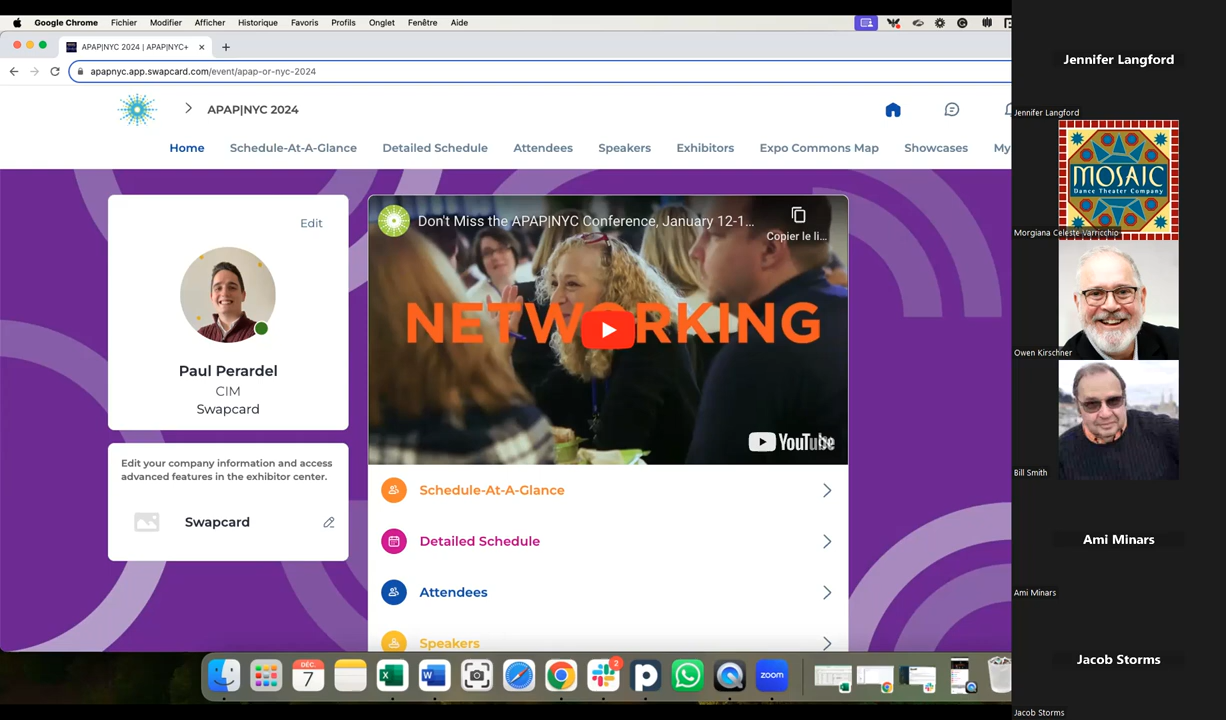 Google Chrome Fichier Modifier Afficher Historique Favoris Profils Onglet Fenêtre Aide
APAP|NYC 2024 | APAP|NYC+
apapnyc.app.swapcard.com/event/apap-or-nyc-2024
APAP|NYC 2024
Home Schedule-At-A-Glance Detailed Schedule Attendees Speakers Exhibitors Expo Commons Map Showcases My
Edit
Paul Perardel
CIM
Swapcard
Edit your company information and access
advanced features in the exhibitor center.
Swapcard
Don't Miss the APAP|NYC Conference, January 12-1...
Copier le li...
NETWORKING
YouTube
Schedule-At-A-Glance
Detailed Schedule
Attendees
Speakers
DÉC.
7
2
zoom
Jennifer Langford
Jennifer Langford
MOSAIC
Dance Theater Company
Morgiana Celeste Varricchio
Owen Kirschner
Bill Smith
Ami Minars
Ami Minars
Jacob Storms
Jacob Storms